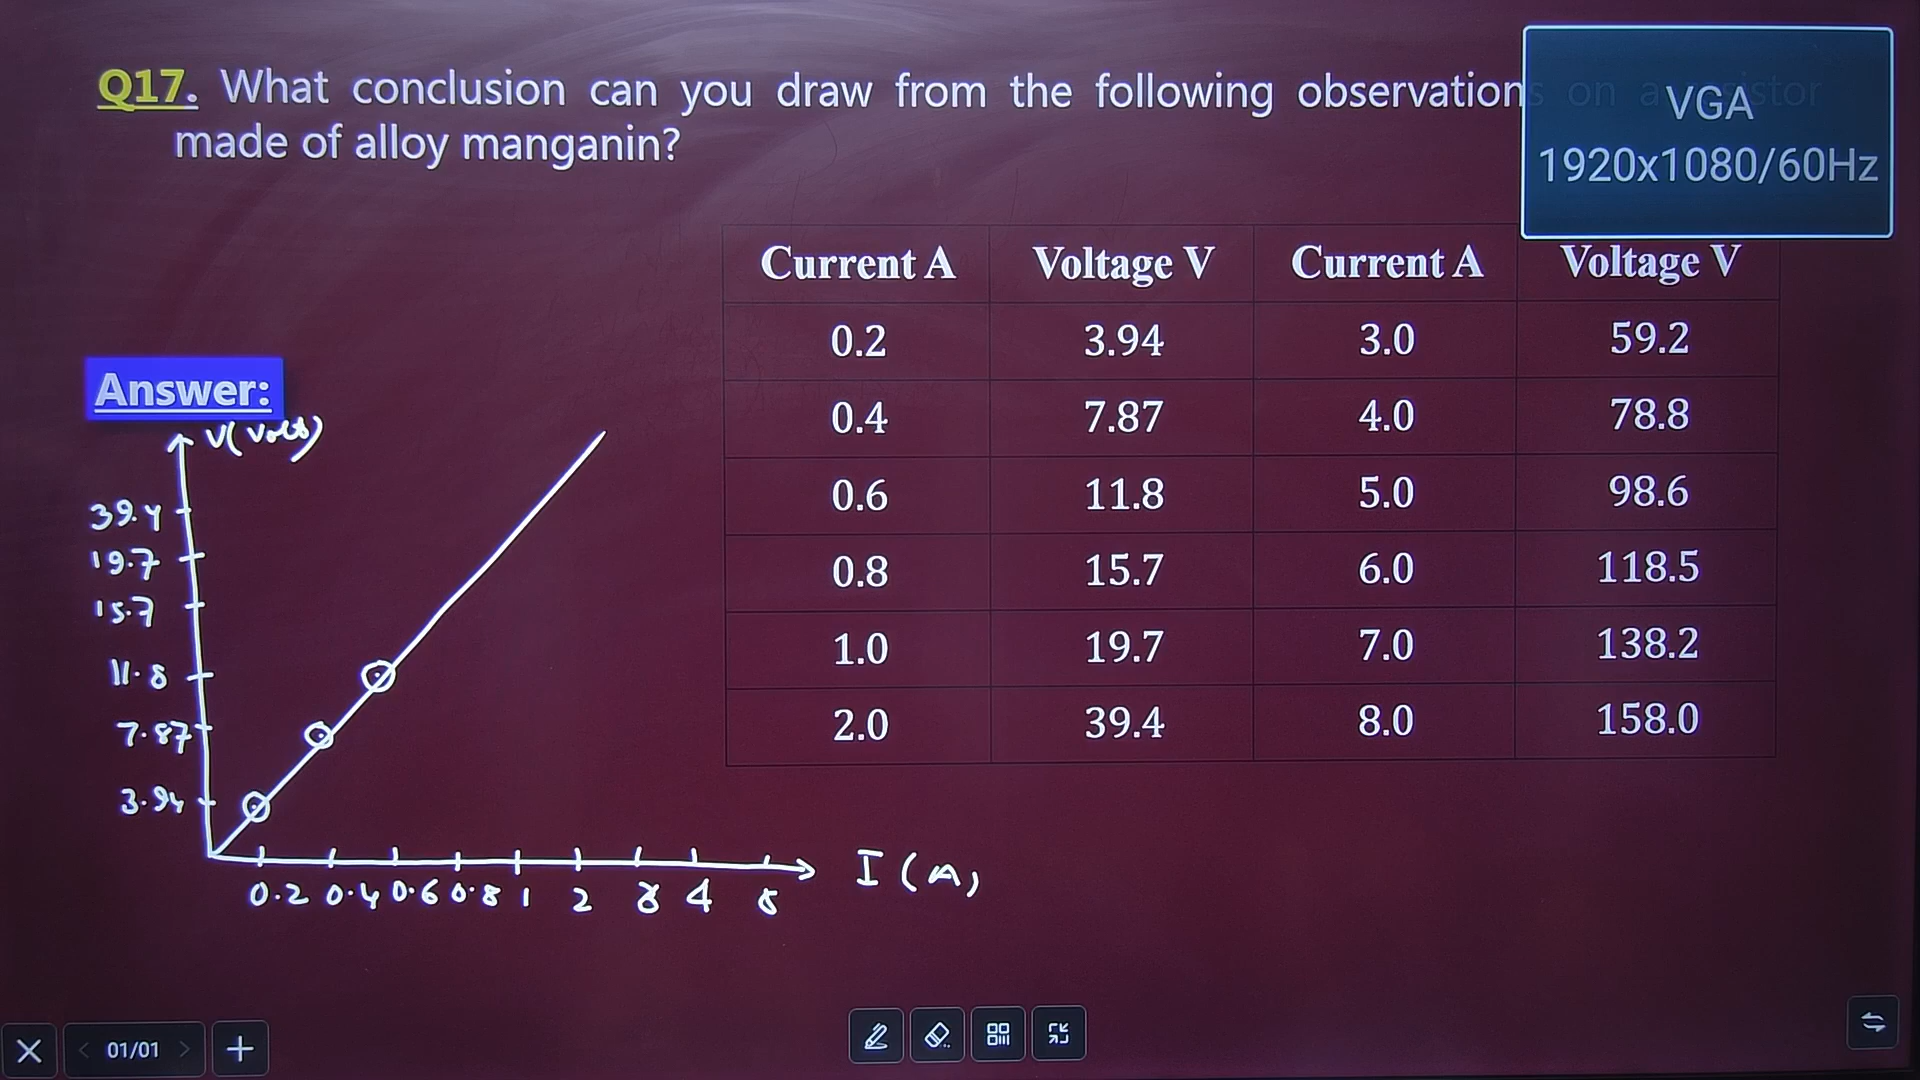 Q17. What conclusion can you draw from the following observations on a resistor
made of alloy manganin?
VGA
1920x1080/60Hz
Current A Voltage V Current A Voltage V
0.2 3.94 3.0 59.2
0.4 7.87 4.0 78.8
0.6 11.8 5.0 98.6
0.8 15.7 6.0 118.5
1.0 19.7 7.0 138.2
2.0 39.4 8.0 158.0
Answer:
V(volts)
39.4
19.7
15.7
11.8
7.87
3.94
0.2 0.4 0.6 0.8 1 2 3 4 5
I (A)
01/01